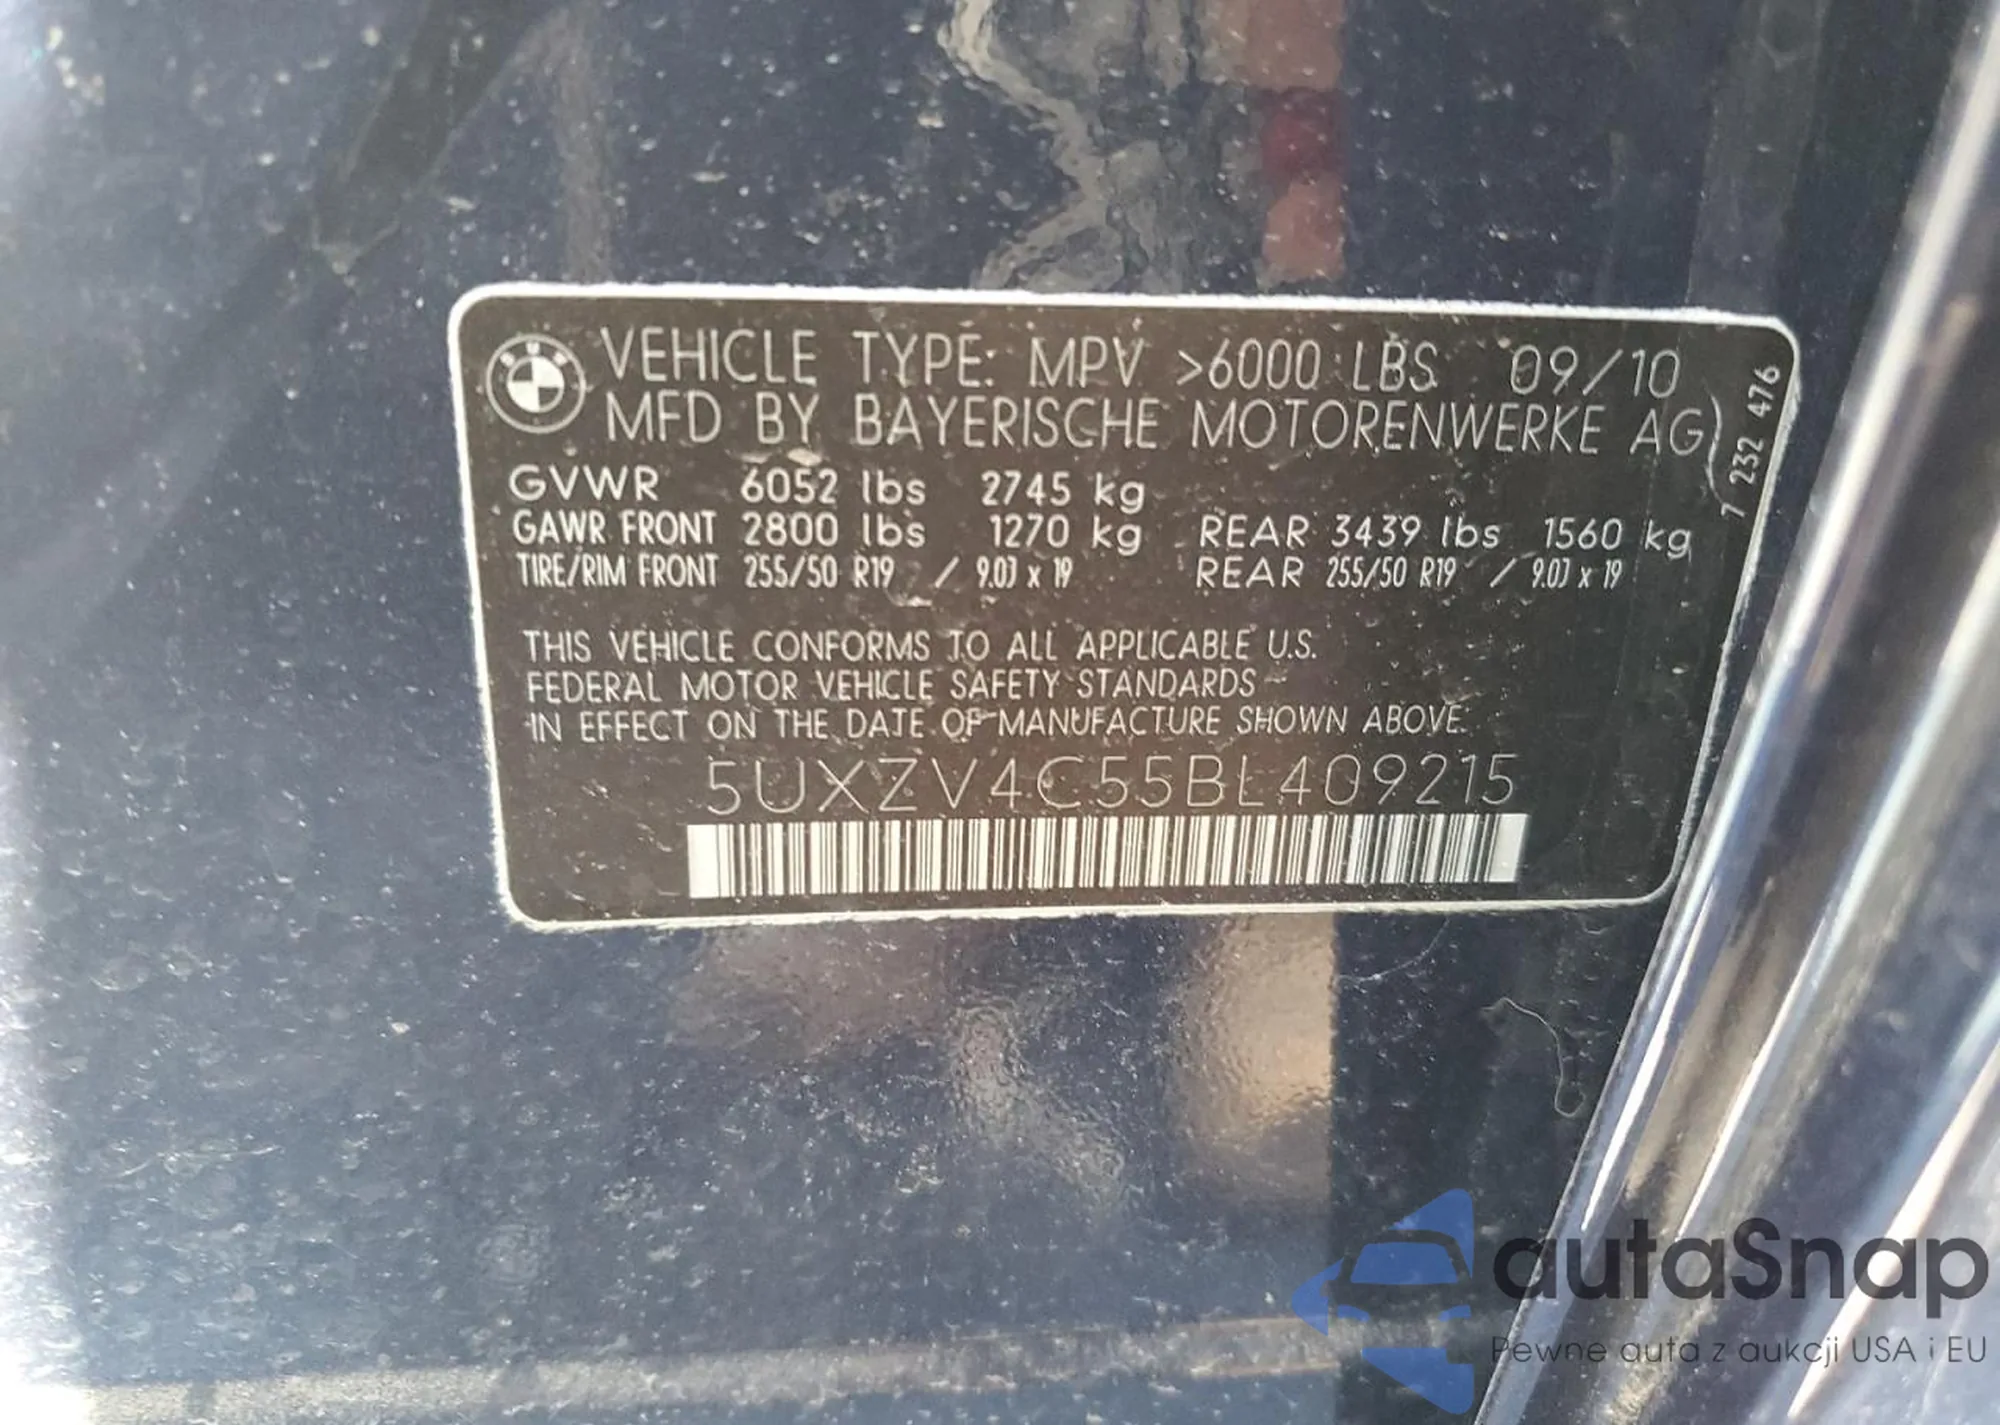 VEHICLE TYPE: MPV >6000 LBS 09/10
MFD BY BAYERISCHE MOTORENWERKE AG
GVWR 6052 lbs 2745 kg
GAWR FRONT 2800 lbs 1270 kg REAR 3439 lbs 1560 kg
TIRE/RIM FRONT 255/50 R19 / 9.0J x 19 REAR 255/50 R19 / 9.0J x 19
THIS VEHICLE CONFORMS TO ALL APPLICABLE U.S.
FEDERAL MOTOR VEHICLE SAFETY STANDARDS
IN EFFECT ON THE DATE OF MANUFACTURE SHOWN ABOVE.
5UXZV4C55BL409215
7 232 476
BMW
autaSnap
Pewne auta z aukcji USA i EU